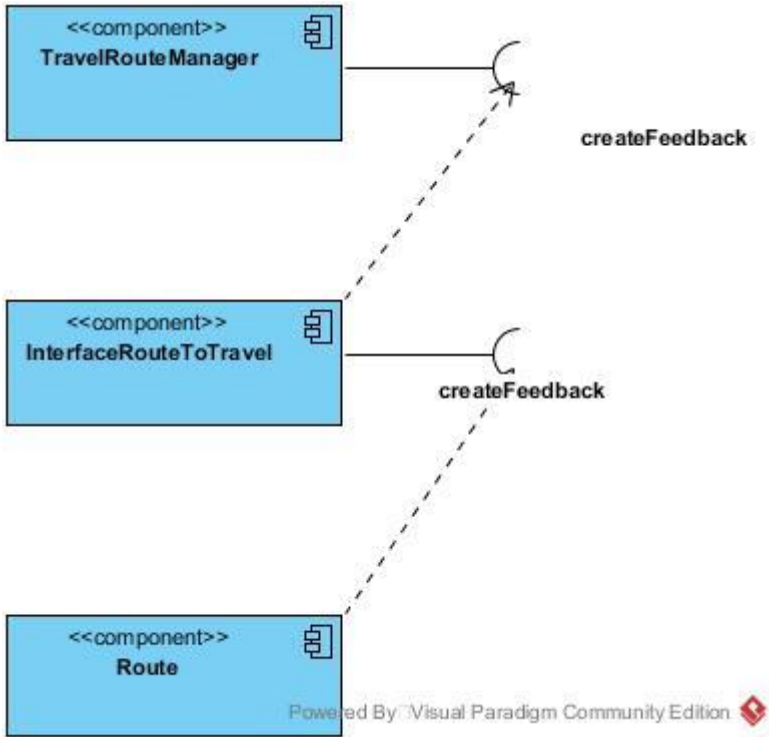 <<component>>
TravelRouteManager
createFeedback
<<component>>
InterfaceRouteToTravel
createFeedback
<<component>>
Route
Powered By Visual Paradigm Community Edition